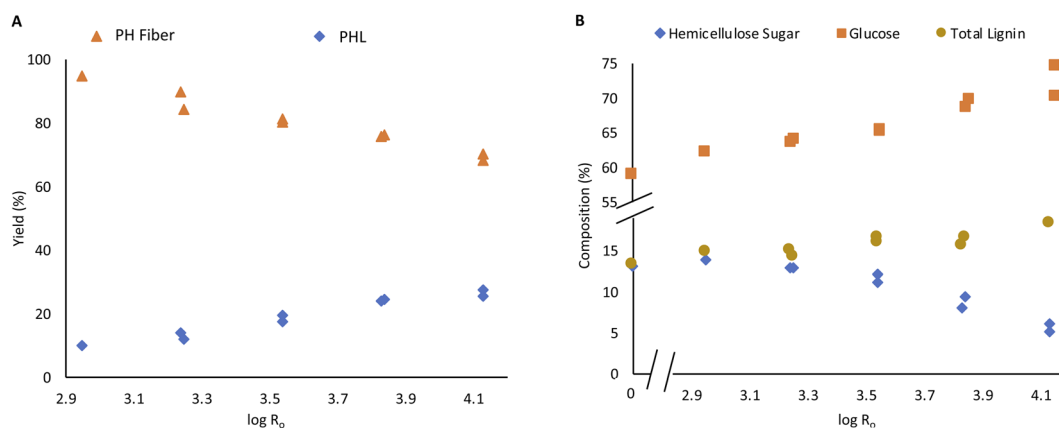 A
PH Fiber PHL
100
80
60
40
20
0
Yield (%)
2.9 3.1 3.3 3.5 3.7 3.9 4.1
log Ro
B
Hemicellulose Sugar Glucose Total Lignin
75
70
65
60
55
15
10
5
0
Composition (%)
0 2.9 3.1 3.3 3.5 3.7 3.9 4.1
log Ro